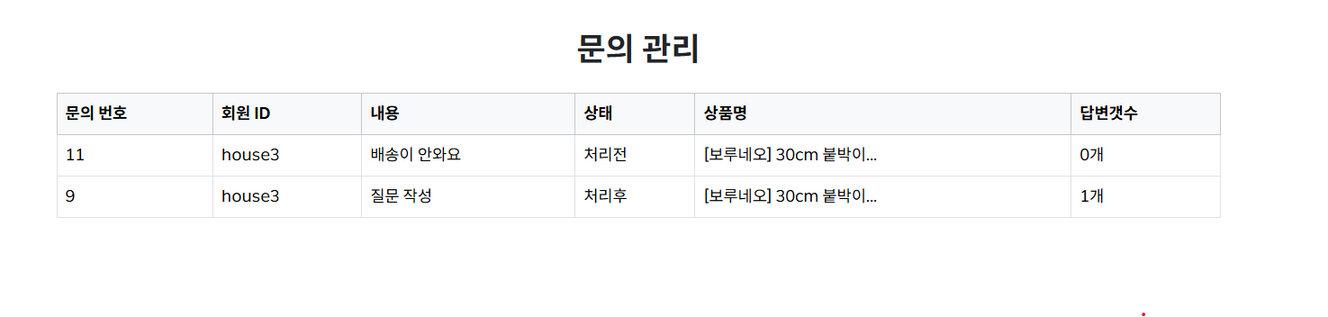 문의 관리
문의 번호 회원 ID 내용 상태 상품명 답변갯수
11 house3 배송이 안와요 처리전 [보루네오] 30cm 붙박이... 0개
9 house3 질문 작성 처리후 [보루네오] 30cm 붙박이... 1개